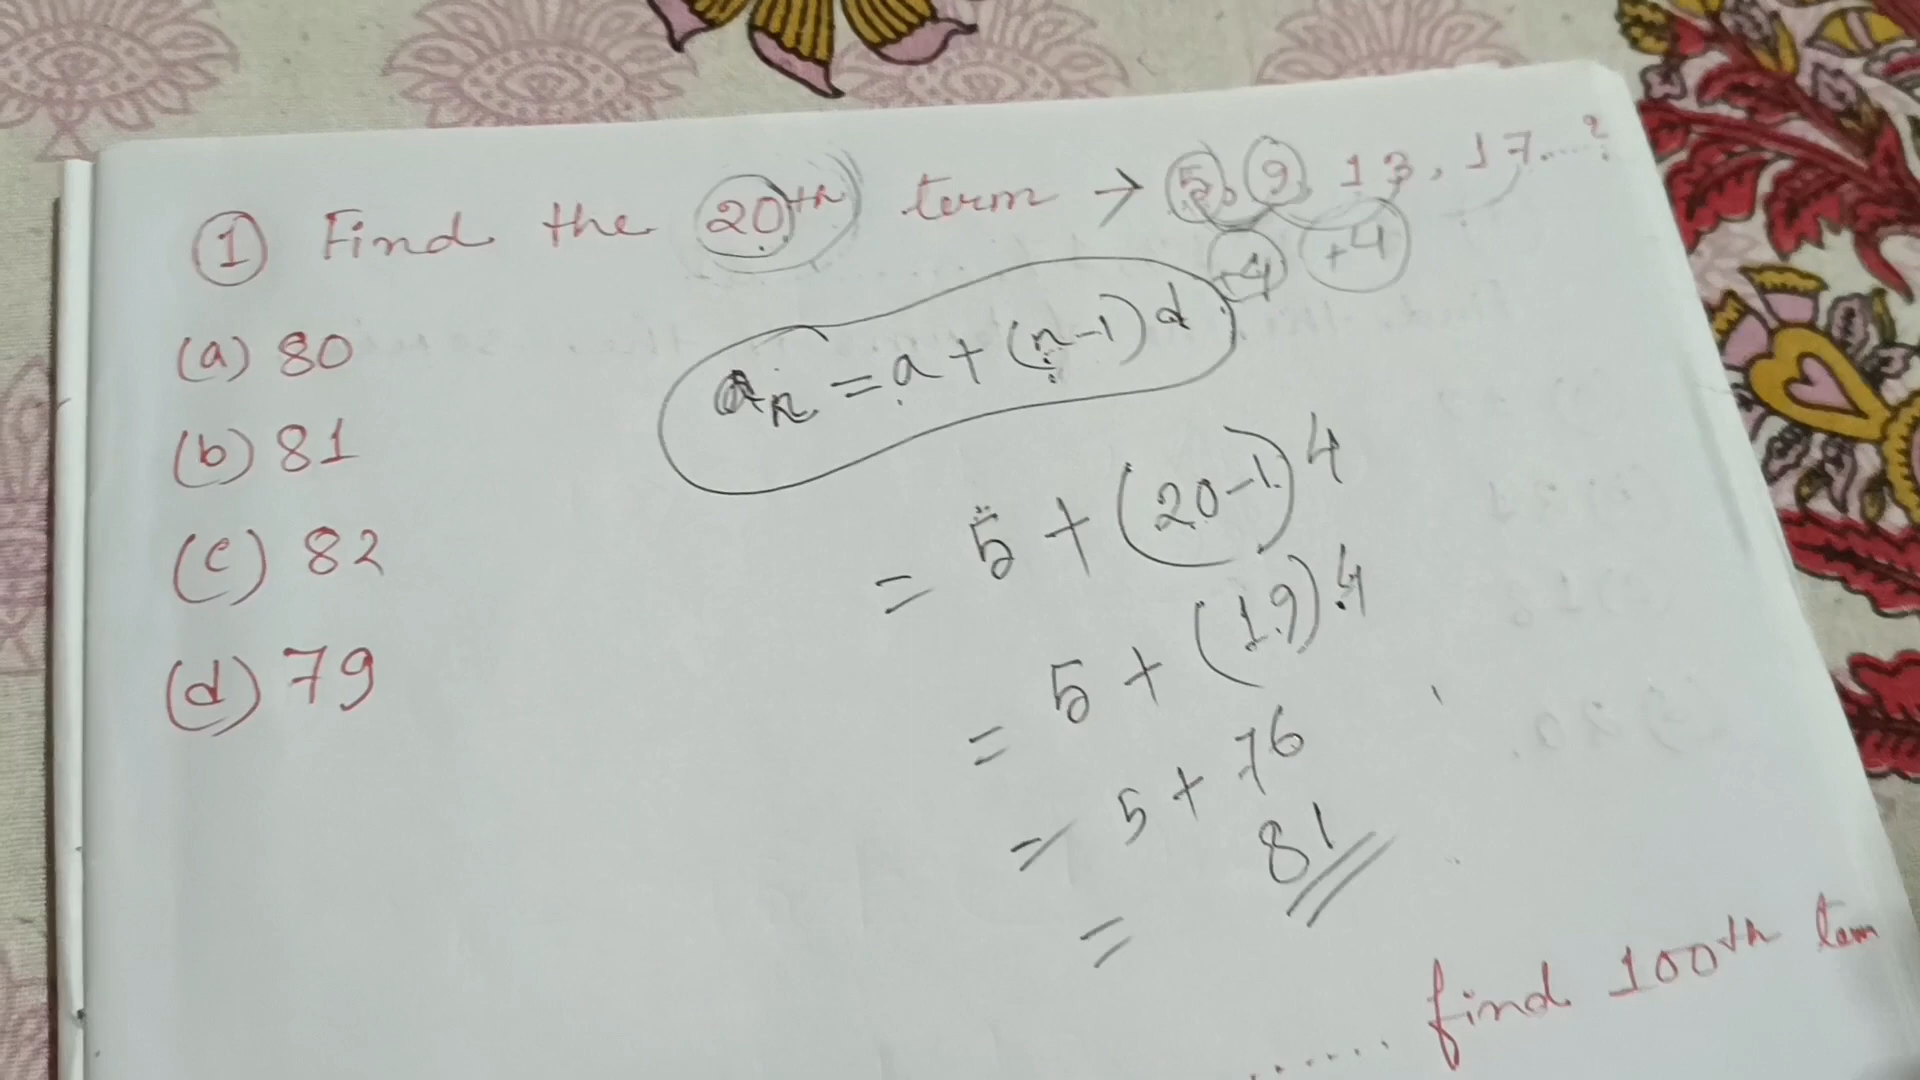 ① Find the 20th term → 5, 9, 13, 17....?
+4 +4
(a) 80
(b) 81
(c) 82
(d) 79
an = a + (n-1) d
= 5 + (20-1) 4
= 5 + (19) 4
= 5 + 76
= 81
...... find 100th term